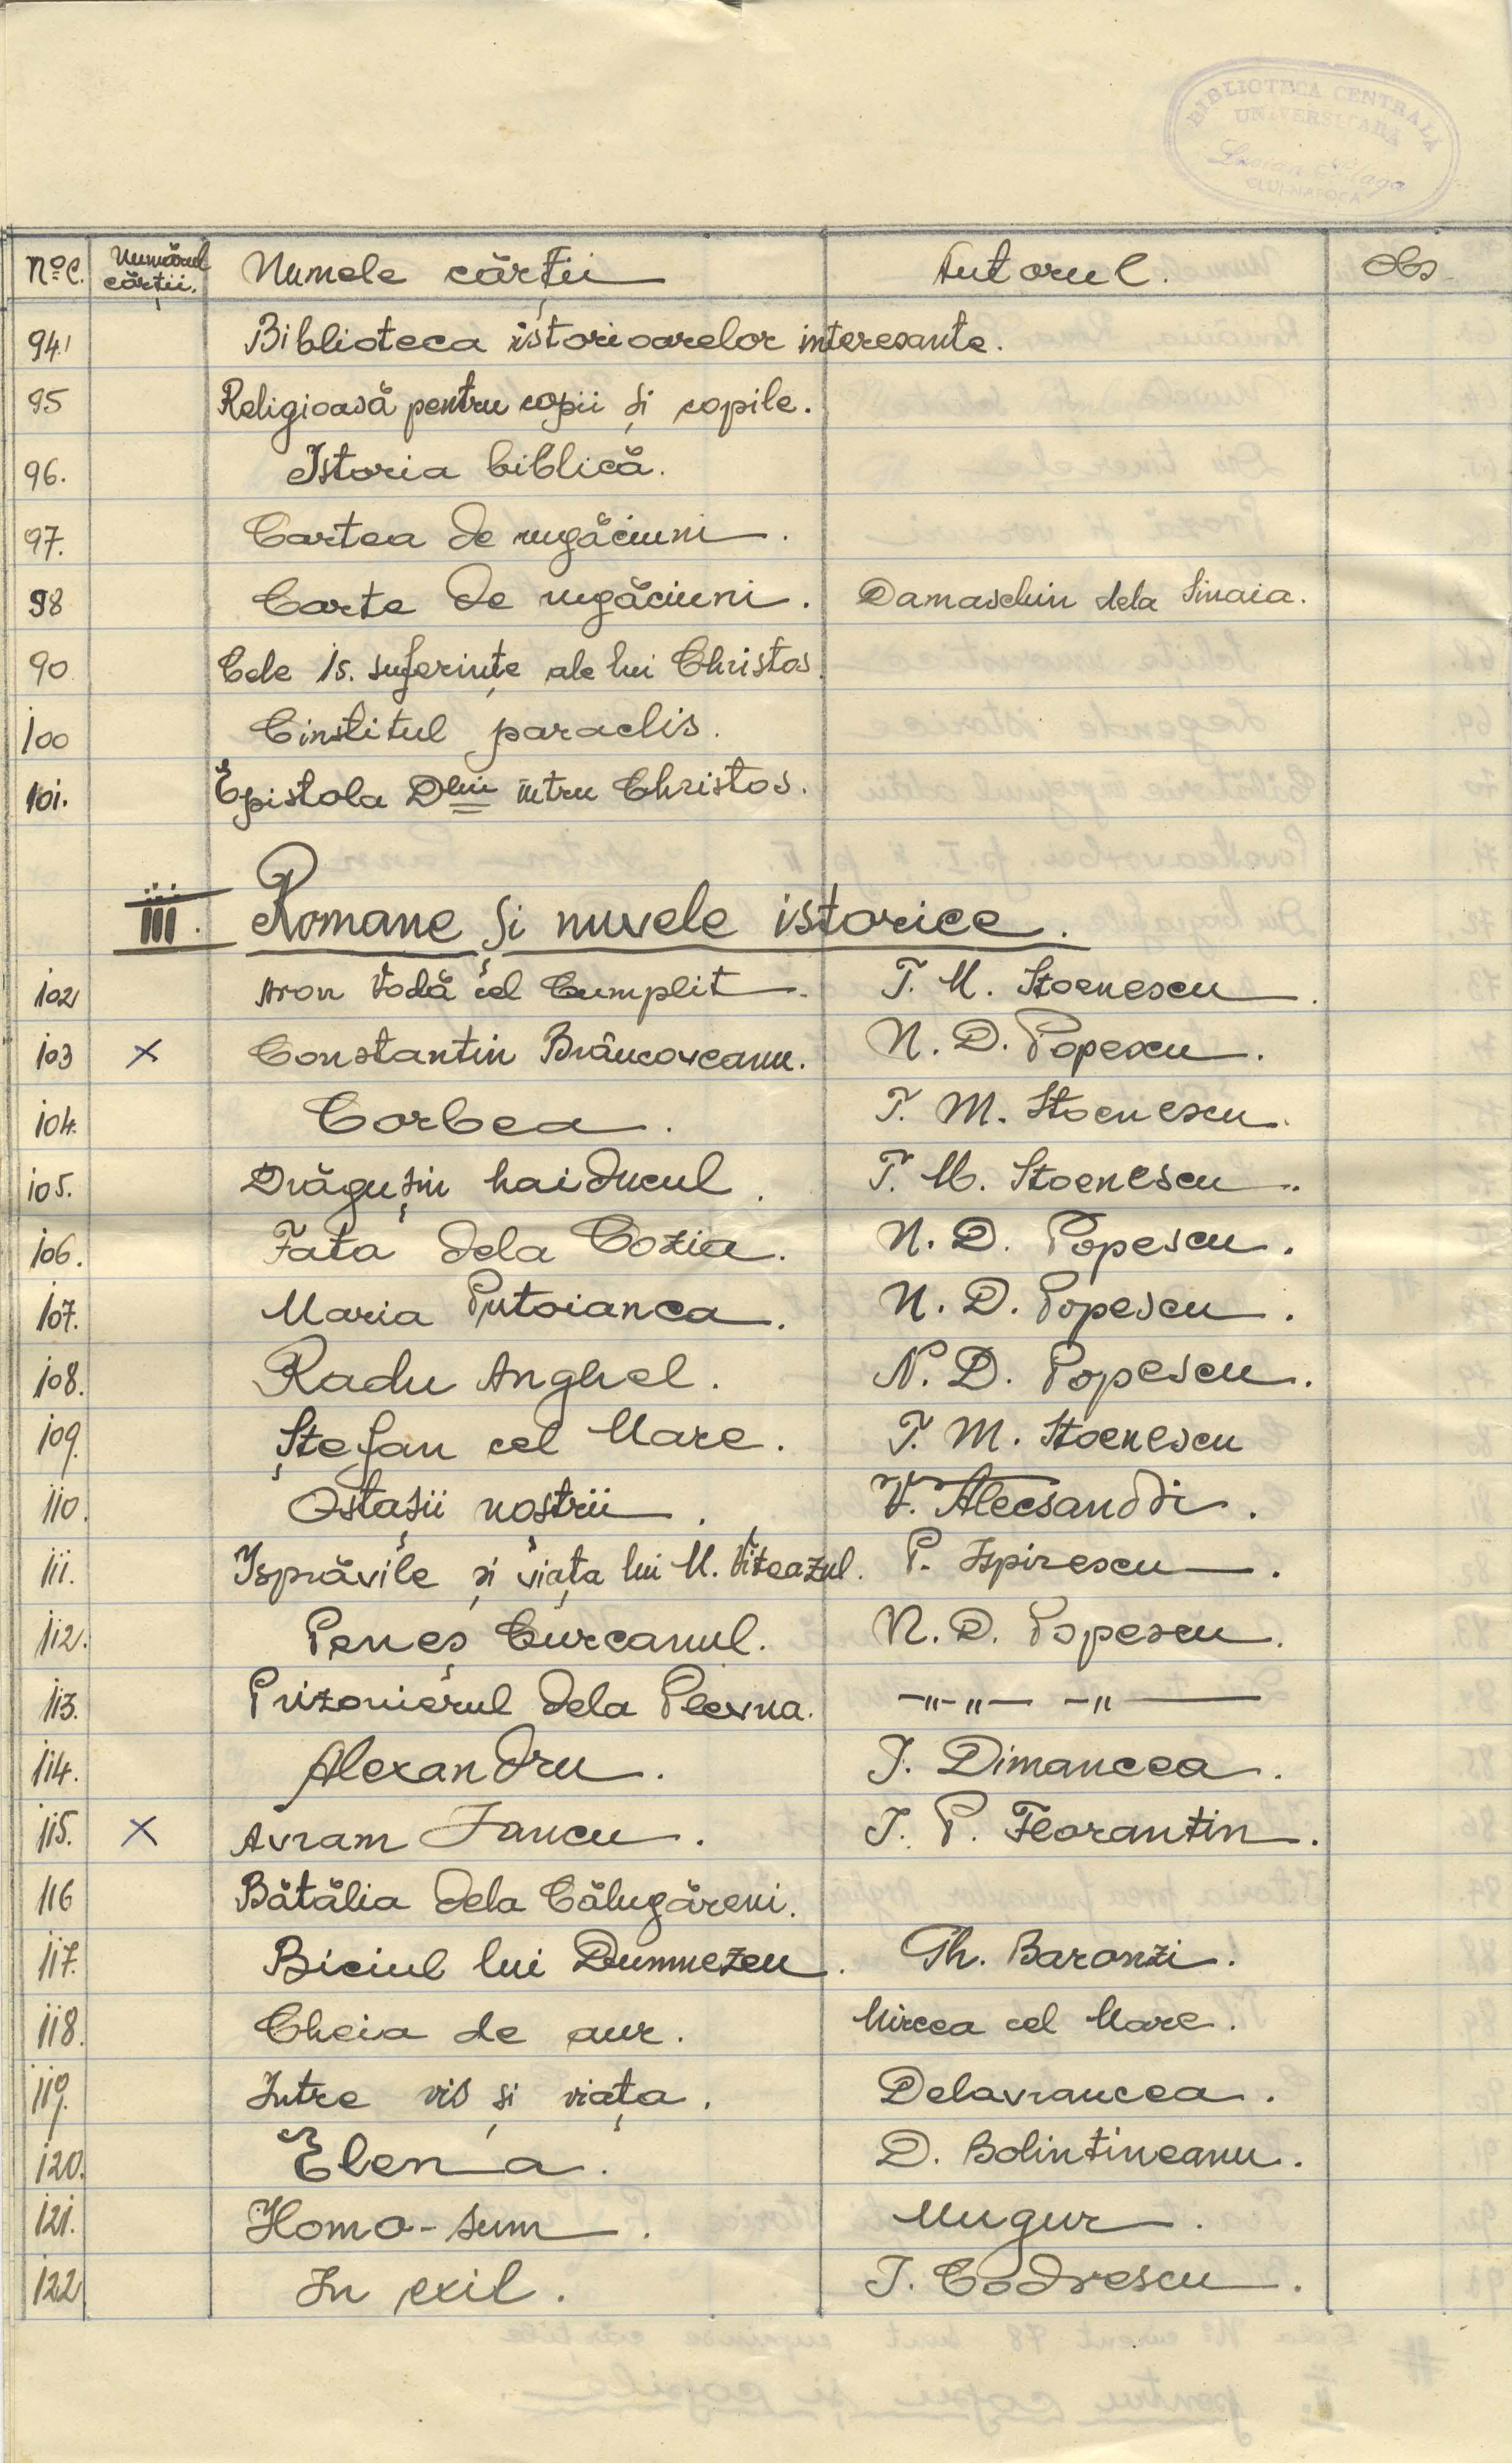 BIBLIOTECA CENTRALĂ
UNIVERSITARĂ
Lucian Blaga
CLUJ-NAPOCA
No.C. Numărul cărții. Numele cărții Autorul. Obs
94. Biblioteca istorioarelor interesante.
95 Religioasă pentru copii și copile.
96. Istoria biblică.
97. Cartea de rugăciuni.
98 Carte de rugăciuni. Damaschin dela Sinaia.
90 Cele 15. suferințe ale lui Christos.
100 Cinstitul paraclis.
101. Epistola Dlui intru Christos.
III. Romane și nuvele istorice.
102 Aron Vodă cel Cumplit. T. M. Stoenescu.
103 x Constantin Brâncoveanu. N. D. Popescu.
104. Corbea. T. M. Stoenescu.
105. Drăgușin haiducul. T. M. Stoenescu.
106. Fata dela Cozia. N. D. Popescu.
107. Maria Putoianca. N. D. Popescu.
108. Radu Anghel. N. D. Popescu.
109. Ștefan cel Mare. T. M. Stoenescu
110. Ostașii noștrii. V. Alecsandri.
111. Isprăvile și viața lui M. Viteazul. P. Ispirescu.
112. Peneș Curcanul. N. D. Popescu.
113. Prizonierul dela Plevna. -„-„- -„-
114. Alexandru. I. Dimancea.
115. x Avram Iancu. I. P. Florantin.
116 Bătălia dela Călugăreni.
117. Biciul lui Dumnezeu. Th. Baronzi.
118. Cheia de aur. Mircea cel Mare.
119. Intre vis și viața. Delavrancea.
120. Elena. D. Bolintineanu.
121. Homo-sum. Mugur.
122 In exil. I. Codrescu.